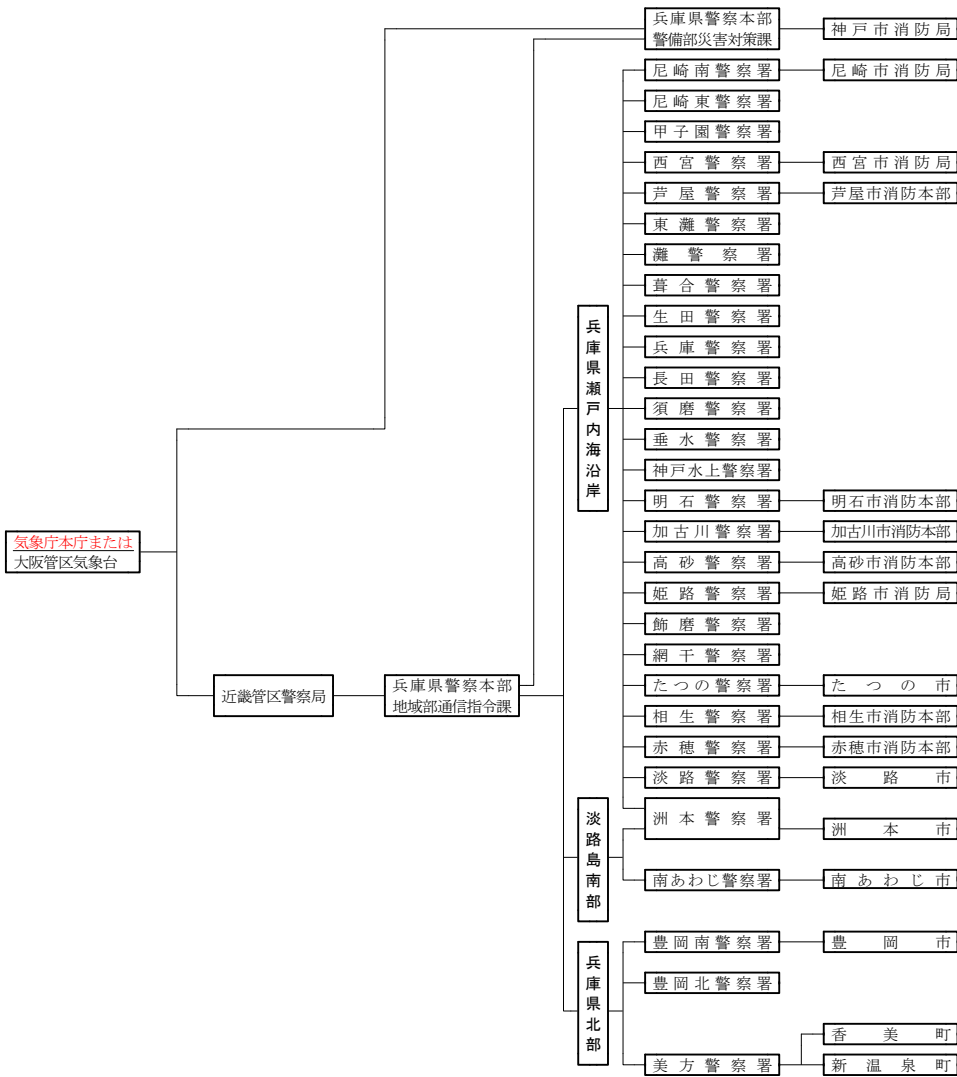 兵庫県警察本部
警備部災害対策課
神戸市消防局
尼崎南警察署
尼崎市消防局
尼崎東警察署
甲子園警察署
西宮警察署
西宮市消防局
芦屋警察署
芦屋市消防本部
東灘警察署
灘警察署
葺合警察署
生田警察署
兵庫警察署
長田警察署
須磨警察署
垂水警察署
神戸水上警察署
明石警察署
明石市消防本部
加古川警察署
加古川市消防本部
高砂警察署
高砂市消防本部
姫路警察署
姫路市消防局
飾磨警察署
網干警察署
たつの警察署
たつの市
相生警察署
相生市消防本部
赤穂警察署
赤穂市消防本部
淡路警察署
淡路市
洲本警察署
洲本市
南あわじ警察署
南あわじ市
豊岡南警察署
豊岡市
豊岡北警察署
香美町
美方警察署
新温泉町
兵庫県瀬戸内海沿岸
淡路島南部
兵庫県北部
気象庁本庁または
大阪管区気象台
近畿管区警察局
兵庫県警察本部
地域部通信指令課